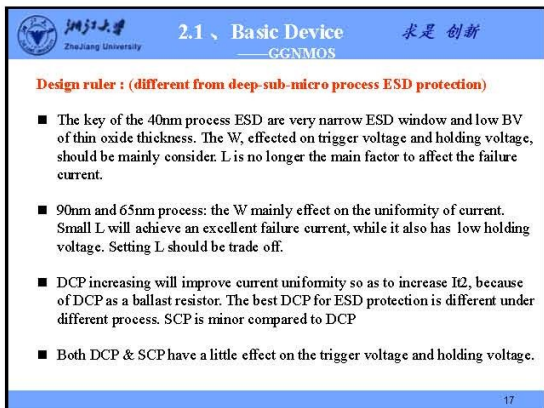 浙江大学
ZheJiang University
2.1 、 Basic Device
——GGNMOS
求是 创新
Design ruler : (different from deep-sub-micro process ESD protection)
■ The key of the 40nm process ESD are very narrow ESD window and low BV
of thin oxide thickness. The W, effected on trigger voltage and holding voltage,
should be mainly consider. L is no longer the main factor to affect the failure
current.
■ 90nm and 65nm process: the W mainly effect on the uniformity of current.
Small L will achieve an excellent failure current, while it also has low holding
voltage. Setting L should be trade off.
■ DCP increasing will improve current uniformity so as to increase It2, because
of DCP as a ballast resistor. The best DCP for ESD protection is different under
different process. SCP is minor compared to DCP
■ Both DCP & SCP have a little effect on the trigger voltage and holding voltage.
17